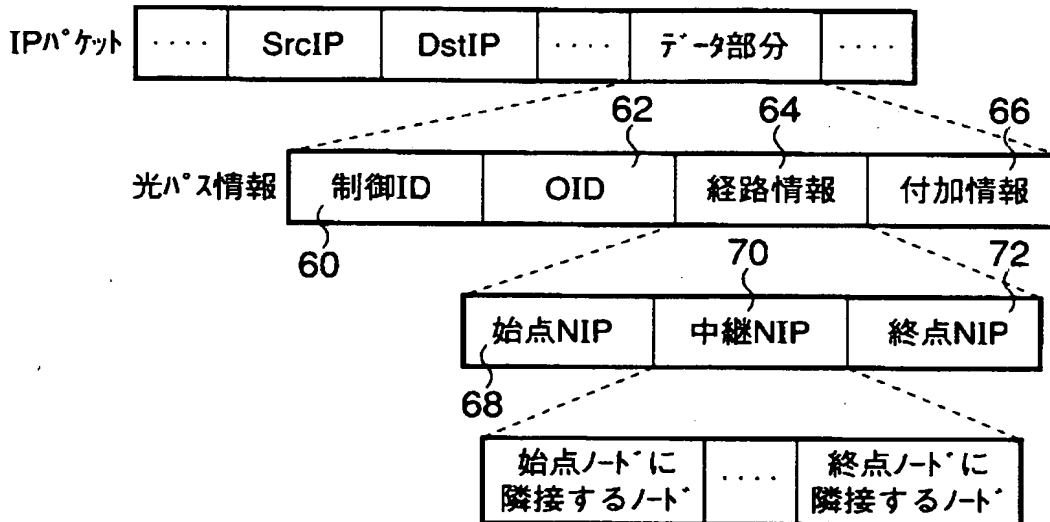 IPﾊﾟｹット ････ SrcIP DstIP ････ ﾃﾞｰﾀ部分 ････
62 64 66
光ﾊﾟｽ情報 制御ID OID 経路情報 付加情報
60 70 72
始点NIP 中継NIP 終点NIP
68
始点ﾉｰﾄﾞに ････ 終点ﾉｰﾄﾞに
隣接するﾉｰﾄﾞ 隣接するﾉｰﾄﾞ